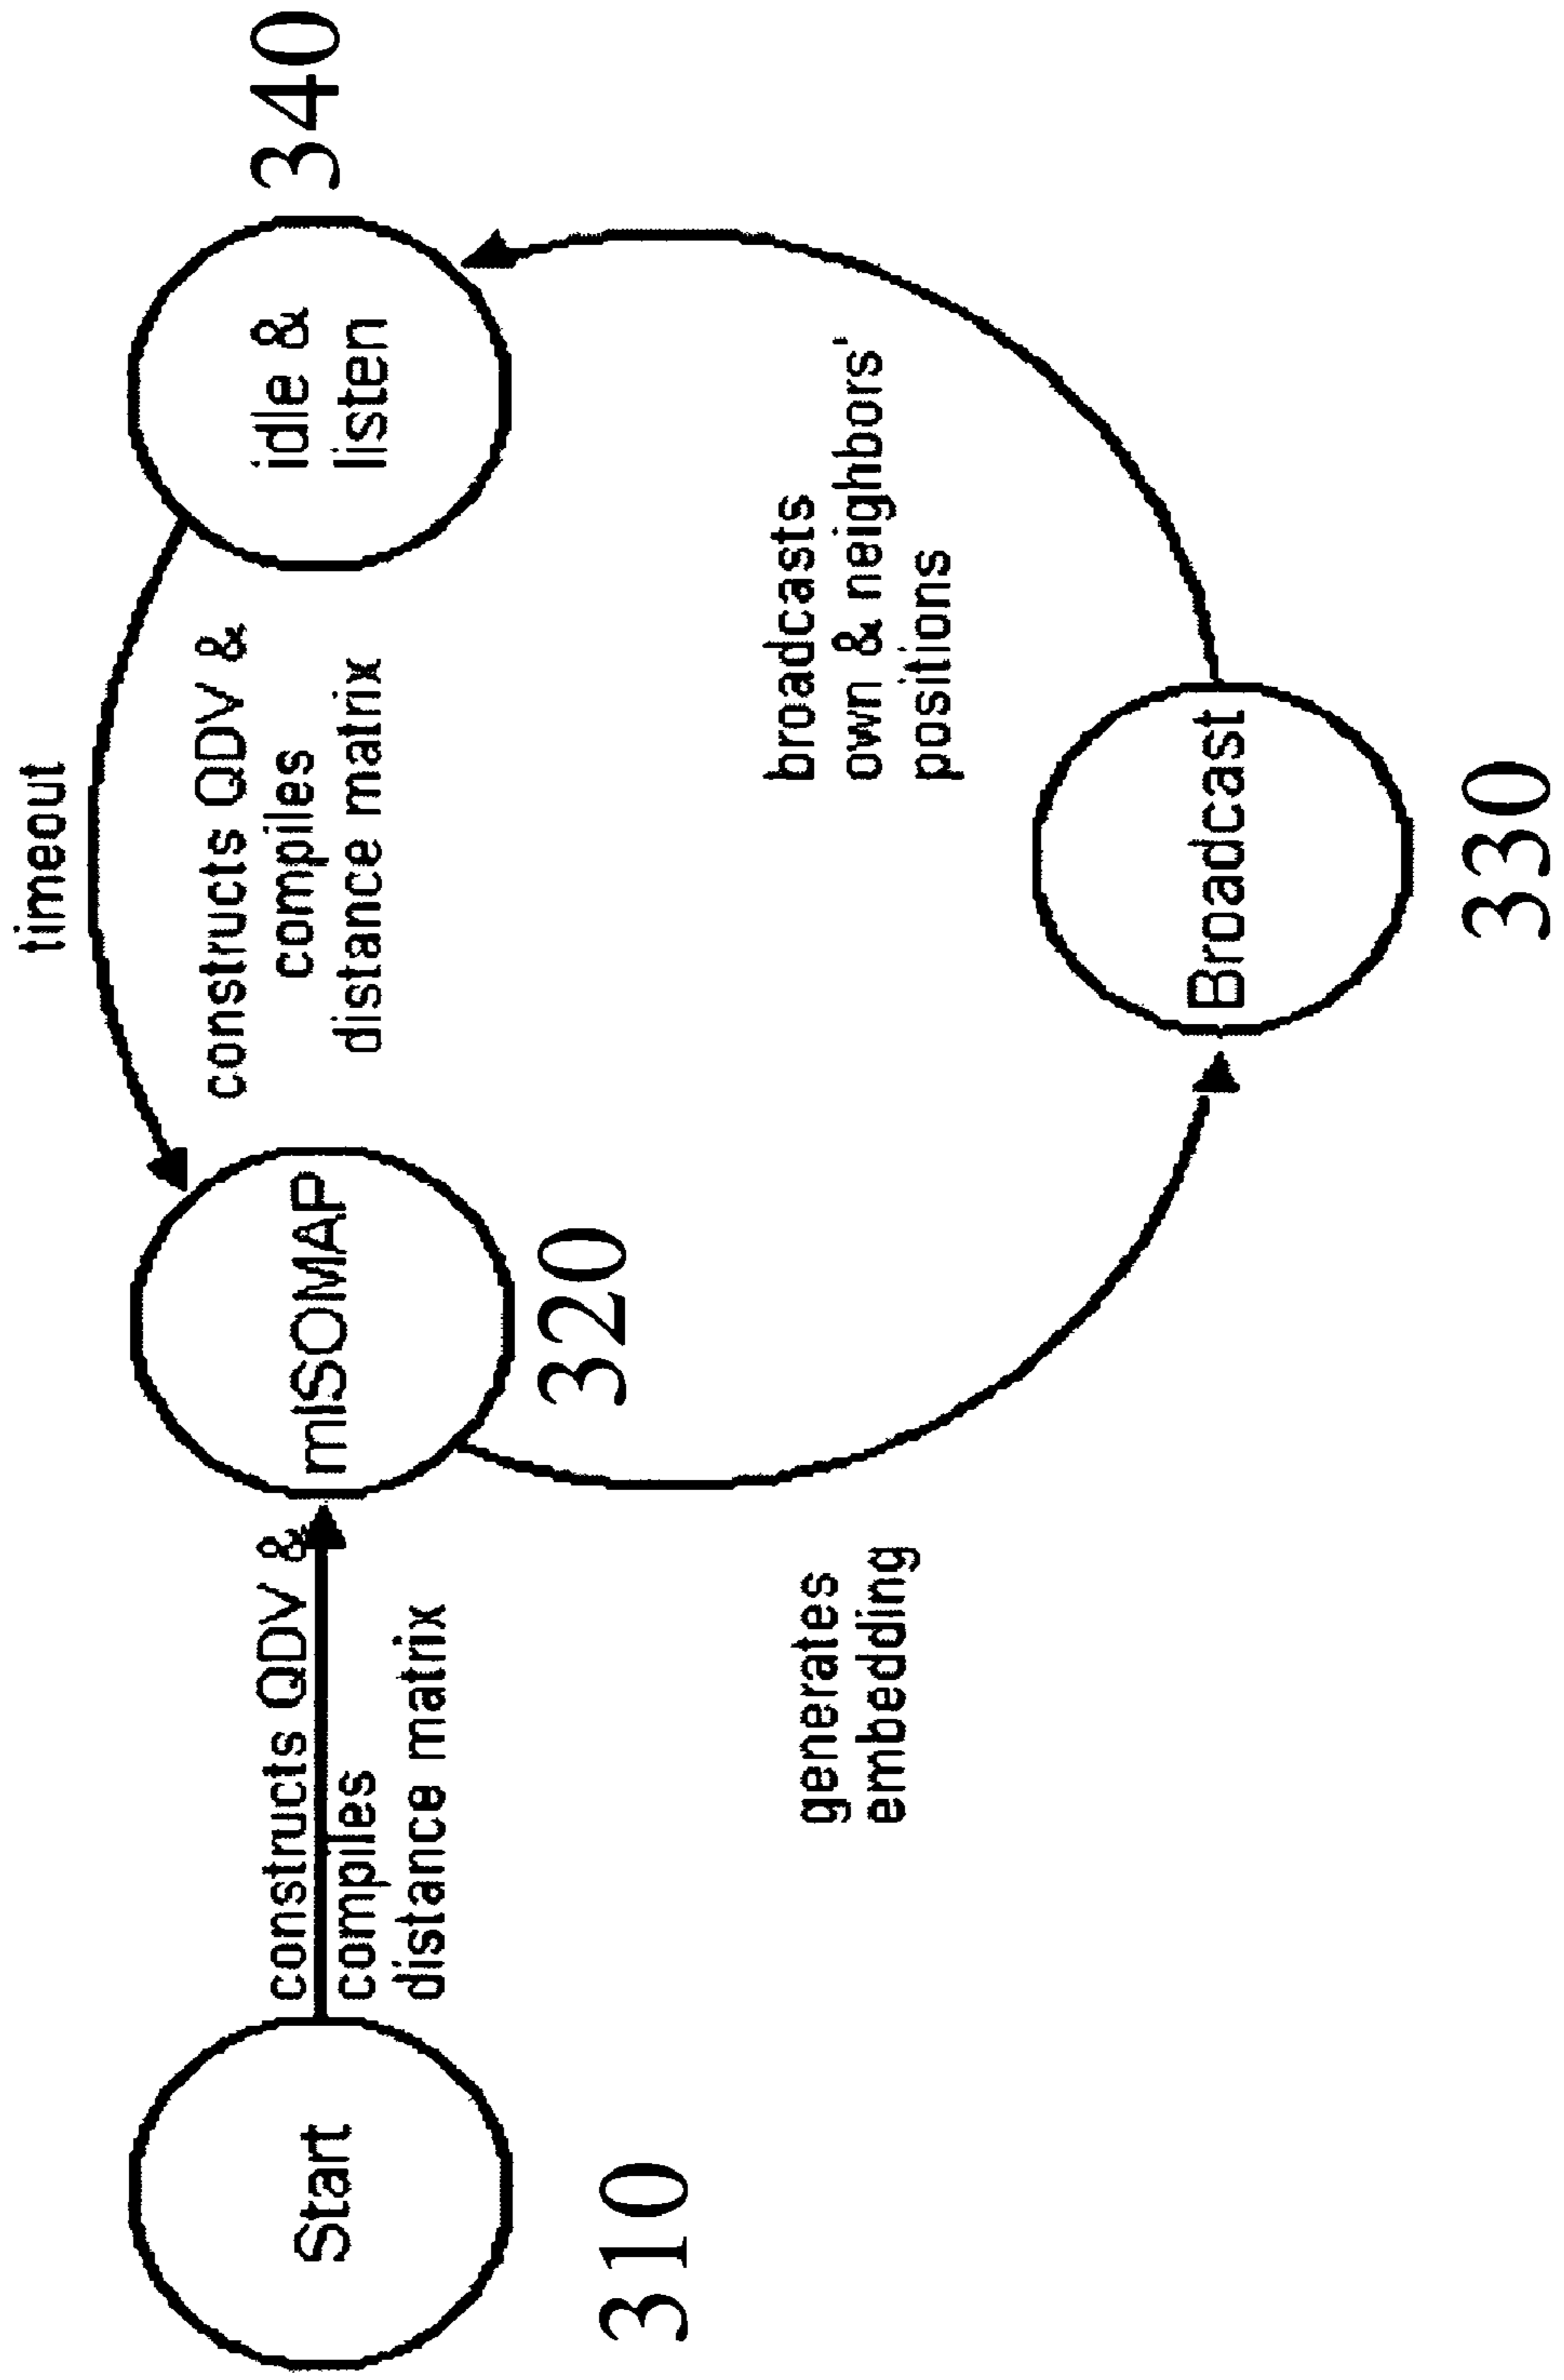 Start
310
constructs QDV &
compiles
distance matrix
mISOMAP
320
timeout
constructs QDV &
compiles
distance matrix
idle &
listen
340
generates
embedding
Broadcast
330
broadcasts
own & neighbors'
positions